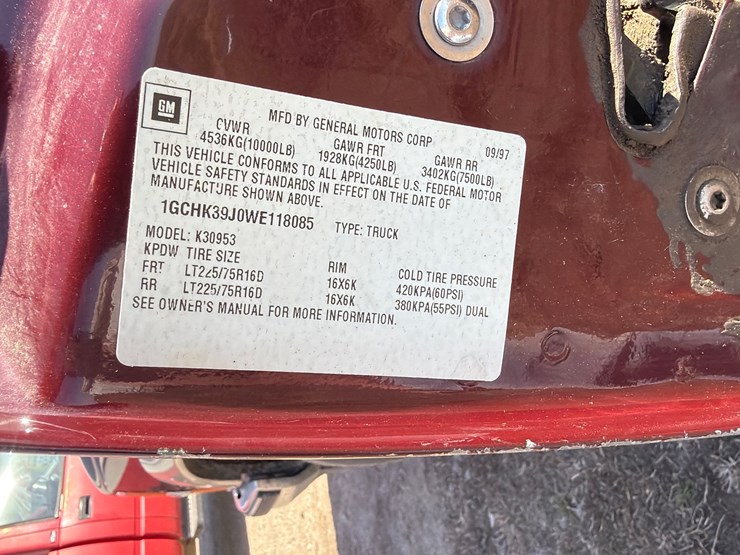 GM
MFD BY GENERAL MOTORS CORP 09/97
GVWR GAWR FRT GAWR RR
4536KG(10000LB) 1928KG(4250LB) 3402KG(7500LB)
THIS VEHICLE CONFORMS TO ALL APPLICABLE U.S. FEDERAL MOTOR
VEHICLE SAFETY STANDARDS IN EFFECT ON THE DATE OF
MANUFACTURE SHOWN ABOVE.
1GCHK39J0WE118085 TYPE: TRUCK
MODEL: K30953
KPDW TIRE SIZE RIM COLD TIRE PRESSURE
FRT LT225/75R16D 16X6K 420KPA(60PSI)
RR LT225/75R16D 16X6K 380KPA(55PSI) DUAL
SEE OWNER'S MANUAL FOR MORE INFORMATION.